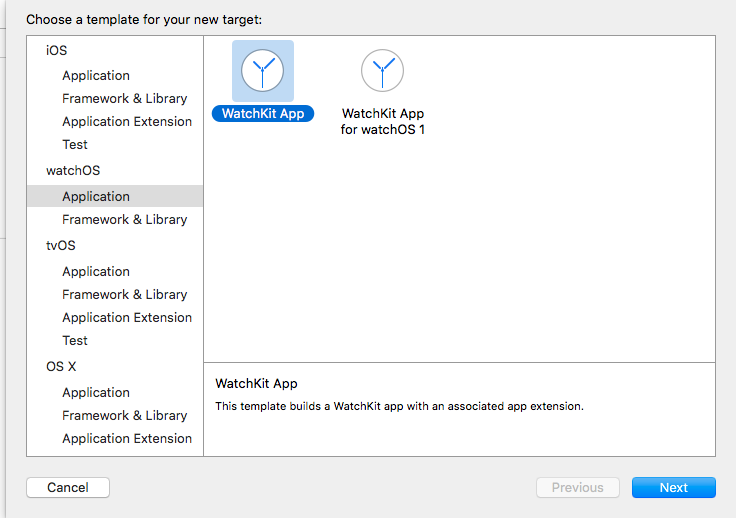 Choose a template for your new target:
iOS
Application
Framework & Library
Application Extension
Test
watchOS
Application
Framework & Library
tvOS
Application
Framework & Library
Application Extension
Test
OS X
Application
Framework & Library
Application Extension
WatchKit App
WatchKit App
for watchOS 1
WatchKit App
This template builds a WatchKit app with an associated app extension.
Cancel
Previous
Next